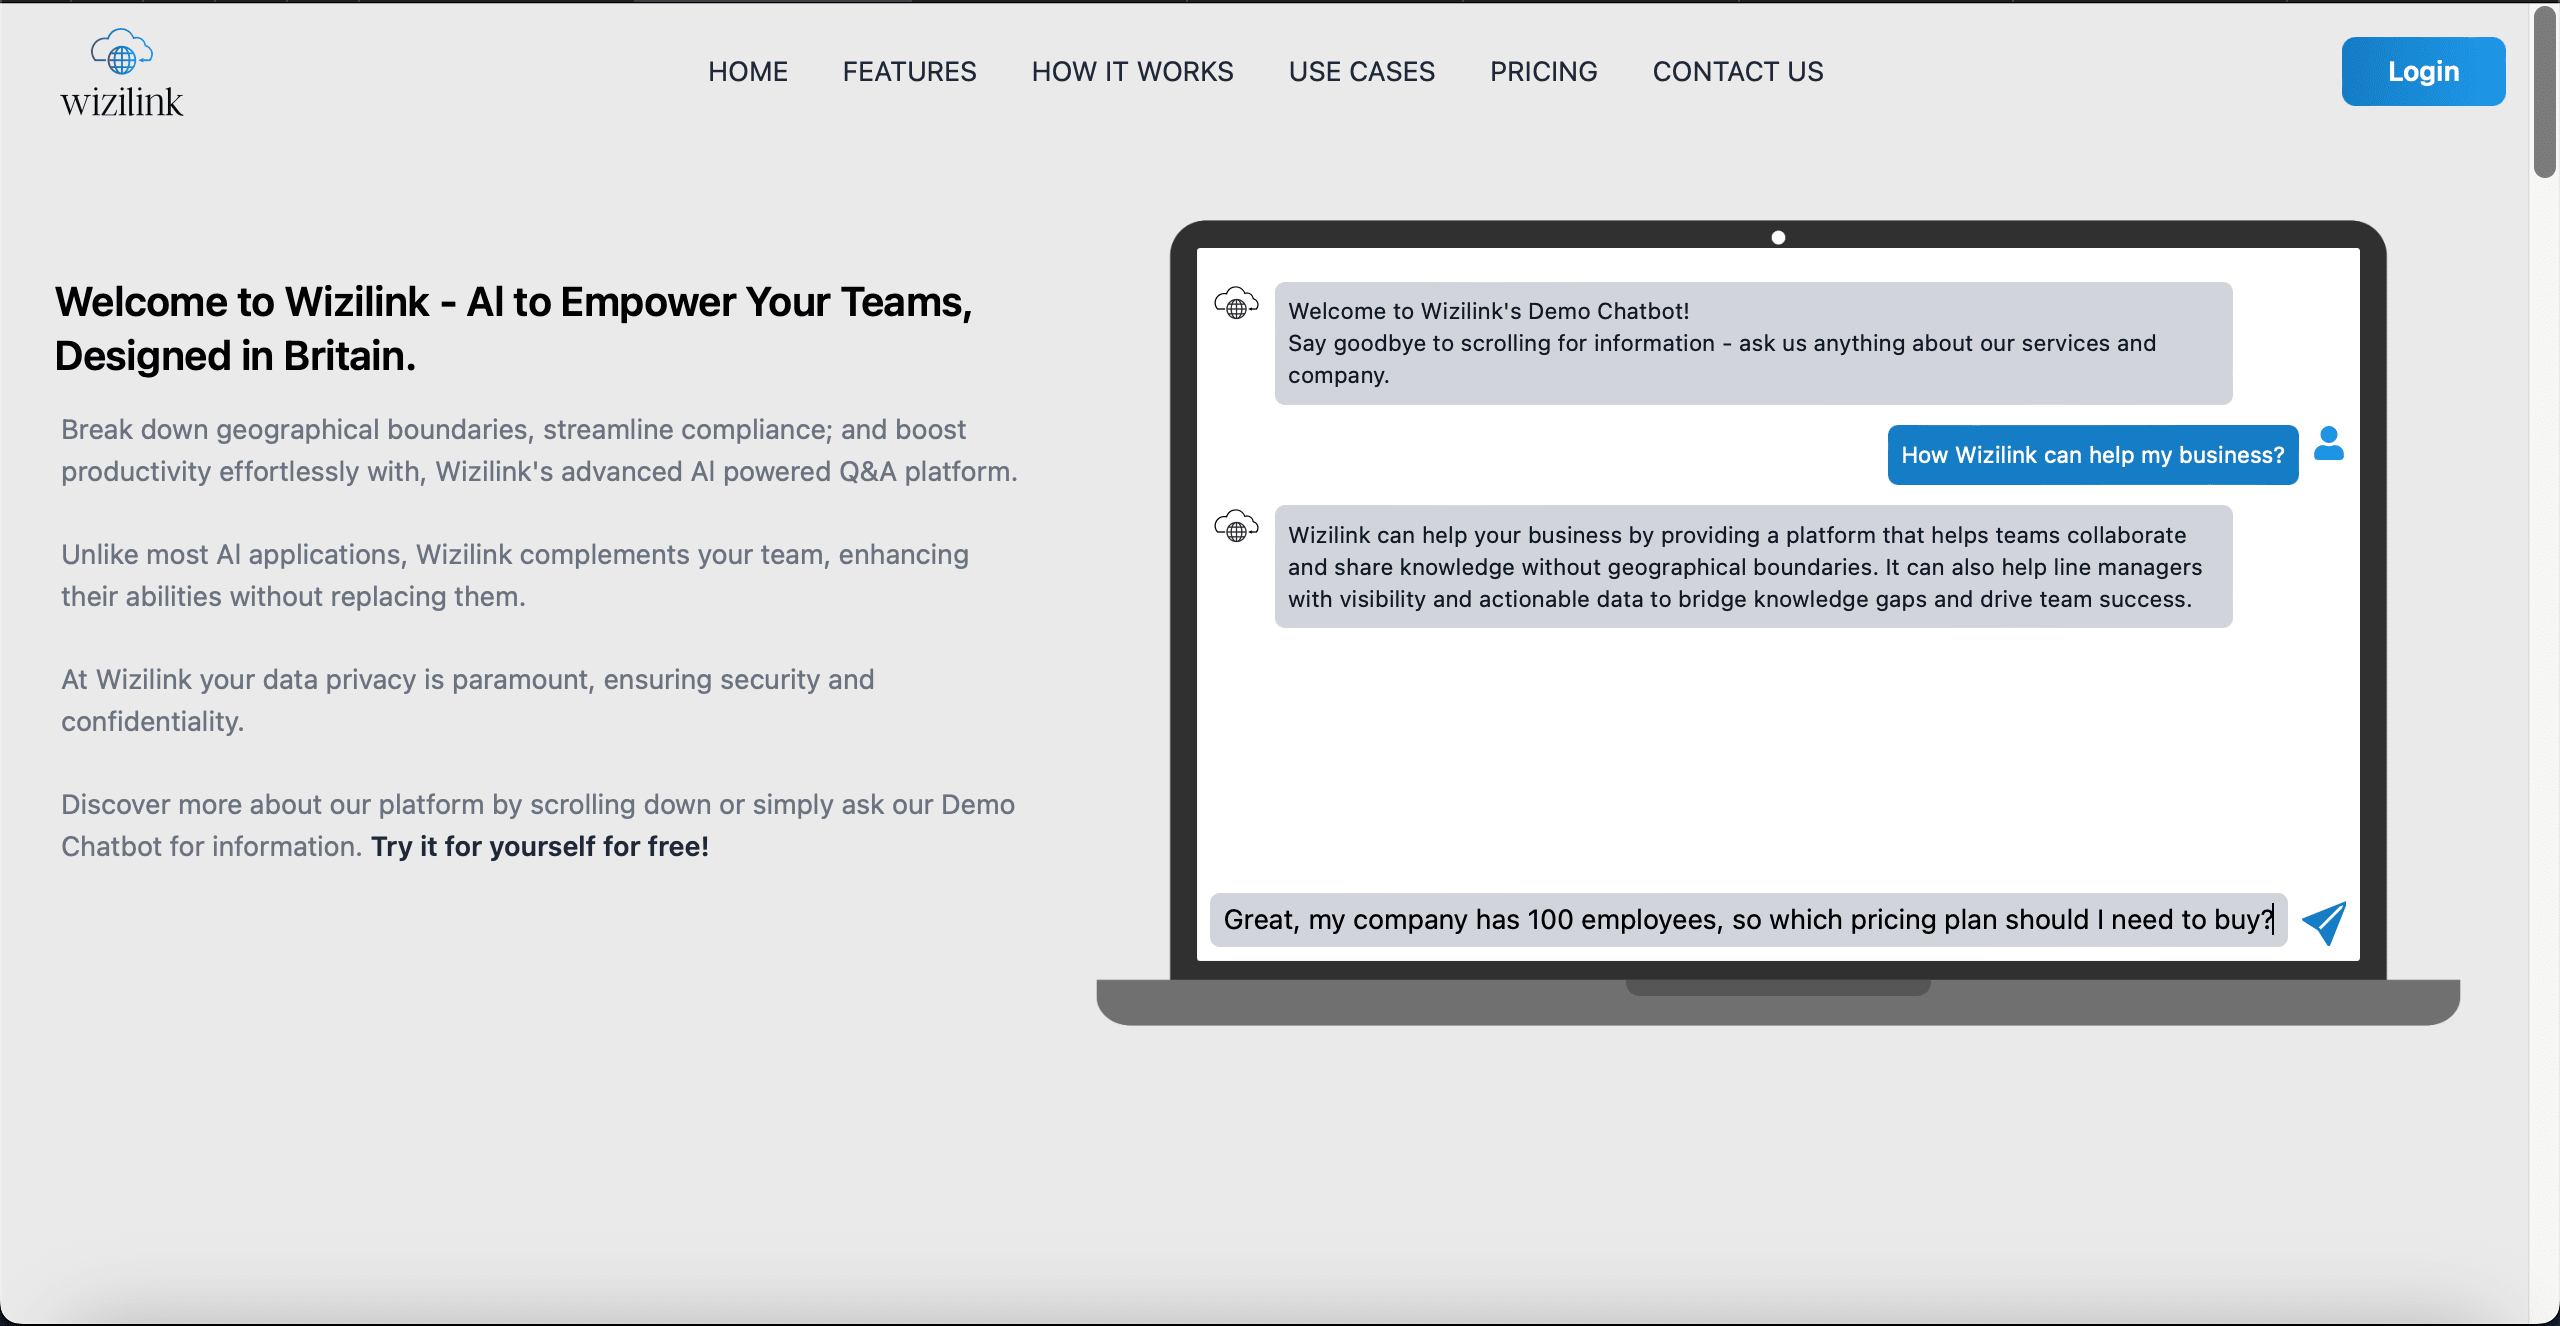 wizilink
HOME FEATURES HOW IT WORKS USE CASES PRICING CONTACT US
Login
Welcome to Wizilink - AI to Empower Your Teams,
Designed in Britain.
Break down geographical boundaries, streamline compliance; and boost
productivity effortlessly with, Wizilink's advanced AI powered Q&A platform.
Unlike most AI applications, Wizilink complements your team, enhancing
their abilities without replacing them.
At Wizilink your data privacy is paramount, ensuring security and
confidentiality.
Discover more about our platform by scrolling down or simply ask our Demo
Chatbot for information. Try it for yourself for free!
Welcome to Wizilink's Demo Chatbot!
Say goodbye to scrolling for information - ask us anything about our services and
company.
How Wizilink can help my business?
Wizilink can help your business by providing a platform that helps teams collaborate
and share knowledge without geographical boundaries. It can also help line managers
with visibility and actionable data to bridge knowledge gaps and drive team success.
Great, my company has 100 employees, so which pricing plan should I need to buy?